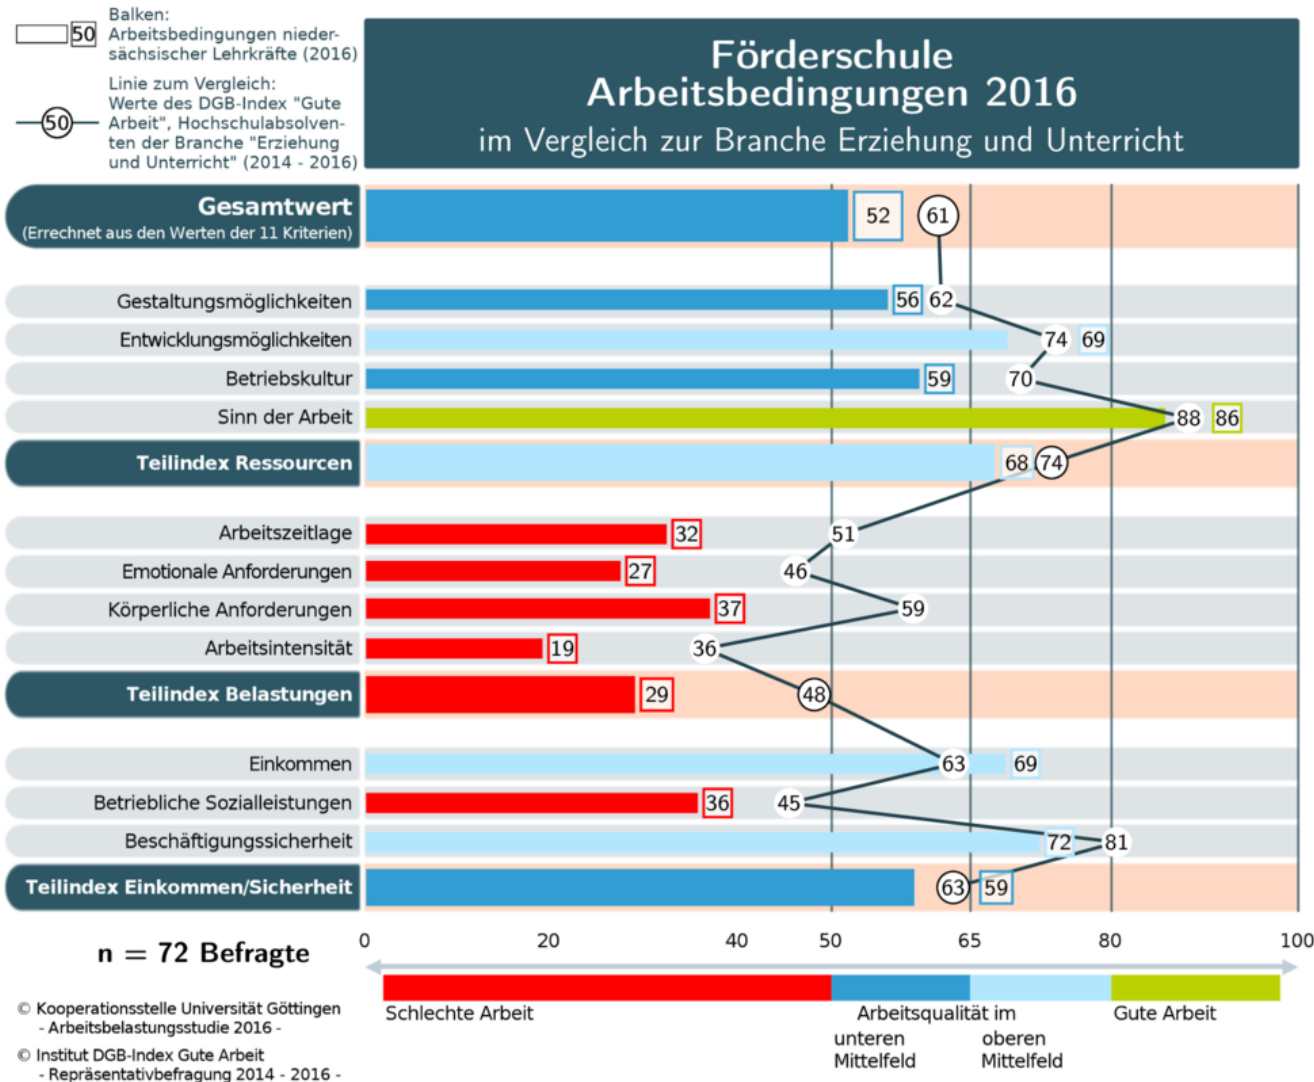 50
Balken:
Arbeitsbedingungen nieder-
sächsischer Lehrkräfte (2016)
50
Linie zum Vergleich:
Werte des DGB-Index "Gute
Arbeit", Hochschulabsolven-
ten der Branche "Erziehung
und Unterricht" (2014 - 2016)
Förderschule
Arbeitsbedingungen 2016
im Vergleich zur Branche Erziehung und Unterricht
Gesamtwert 52 61
(Errechnet aus den Werten der 11 Kriterien)
Gestaltungsmöglichkeiten 56 62
Entwicklungsmöglichkeiten 74 69
Betriebskultur 59 70
Sinn der Arbeit 88 86
Teilindex Ressourcen 68 74
Arbeitszeitlage 32 51
Emotionale Anforderungen 27 46
Körperliche Anforderungen 37 59
Arbeitsintensität 19 36
Teilindex Belastungen 29 48
Einkommen 63 69
Betriebliche Sozialleistungen 36 45
Beschäftigungssicherheit 72 81
Teilindex Einkommen/Sicherheit 63 59
0 20 40 50 65 80 100
n = 72 Befragte
Schlechte Arbeit
Arbeitsqualität im
unteren
Mittelfeld
oberen
Mittelfeld
Gute Arbeit
© Kooperationsstelle Universität Göttingen
- Arbeitsbelastungsstudie 2016 -
© Institut DGB-Index Gute Arbeit
- Repräsentativbefragung 2014 - 2016 -